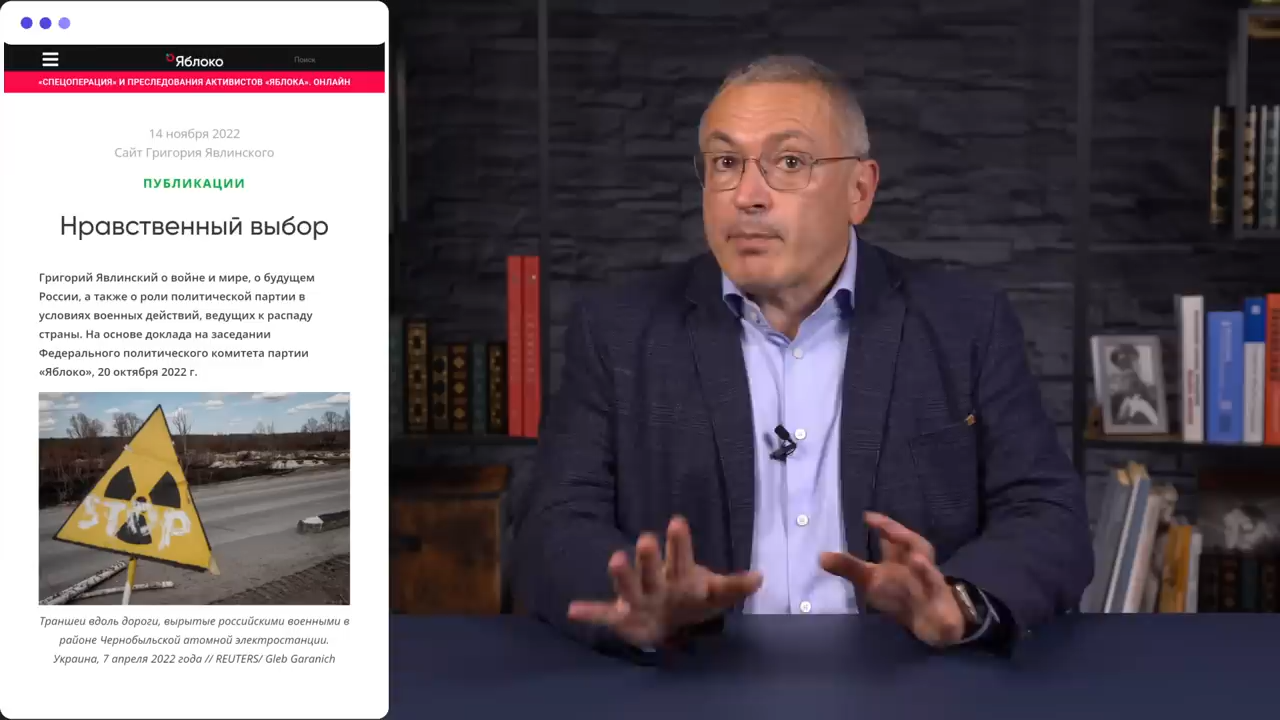 Яблоко
Поиск
«СПЕЦОПЕРАЦИЯ» И ПРЕСЛЕДОВАНИЯ АКТИВИСТОВ «ЯБЛОКА». ОНЛАЙН
14 ноября 2022
Сайт Григория Явлинского
ПУБЛИКАЦИИ
Нравственный выбор
Григорий Явлинский о войне и мире, о будущем
России, а также о роли политической партии в
условиях военных действий, ведущих к распаду
страны. На основе доклада на заседании
Федерального политического комитета партии
«Яблоко», 20 октября 2022 г.
STOP
Траншеи вдоль дороги, вырытые российскими военными в
районе Чернобыльской атомной электростанции.
Украина, 7 апреля 2022 года // REUTERS/ Gleb Garanich